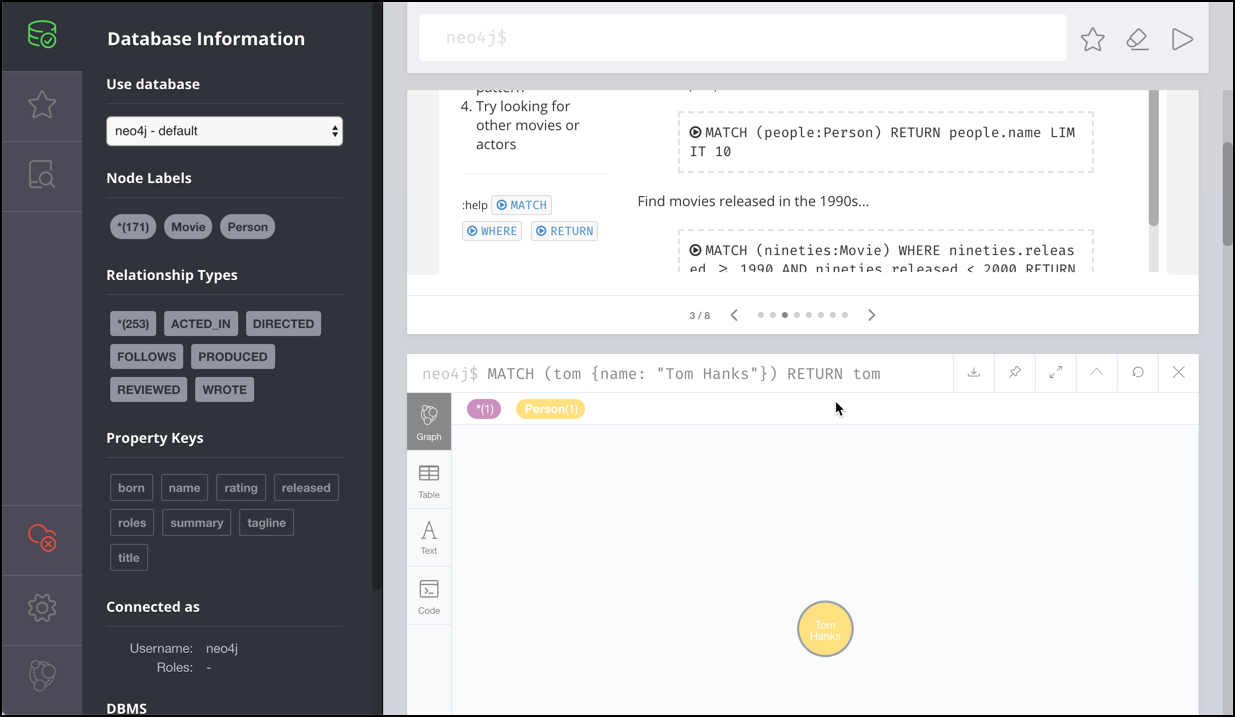 Database Information
Use database
neo4j - default
Node Labels
*(171) Movie Person
Relationship Types
*(253) ACTED_IN DIRECTED
FOLLOWS PRODUCED
REVIEWED WROTE
Property Keys
born name rating released
roles summary tagline
title
Connected as
Username: neo4j
Roles: -
DBMS
neo4j$
pattern
4. Try looking for
other movies or
actors
:help MATCH
WHERE RETURN
MATCH (people:Person) RETURN people.name LIM
IT 10
Find movies released in the 1990s...
MATCH (nineties:Movie) WHERE nineties.releas
ed ≥ 1990 AND nineties.released < 2000 RETURN
3 / 8
neo4j$ MATCH (tom {name: "Tom Hanks"}) RETURN tom
*(1) Person(1)
Graph
Table
A
Text
Code
Tom
Hanks